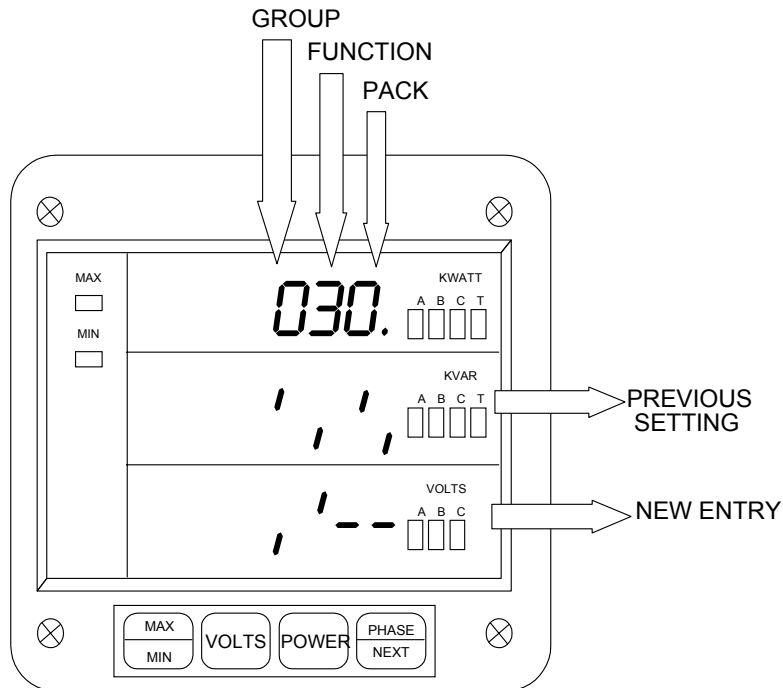 GROUP
FUNCTION
PACK
MAX
MIN
030.
KWATT
A B C T
KVAR
A B C T
PREVIOUS
SETTING
VOLTS
A B C
NEW ENTRY
--
MAX
MIN
VOLTS
POWER
PHASE
NEXT